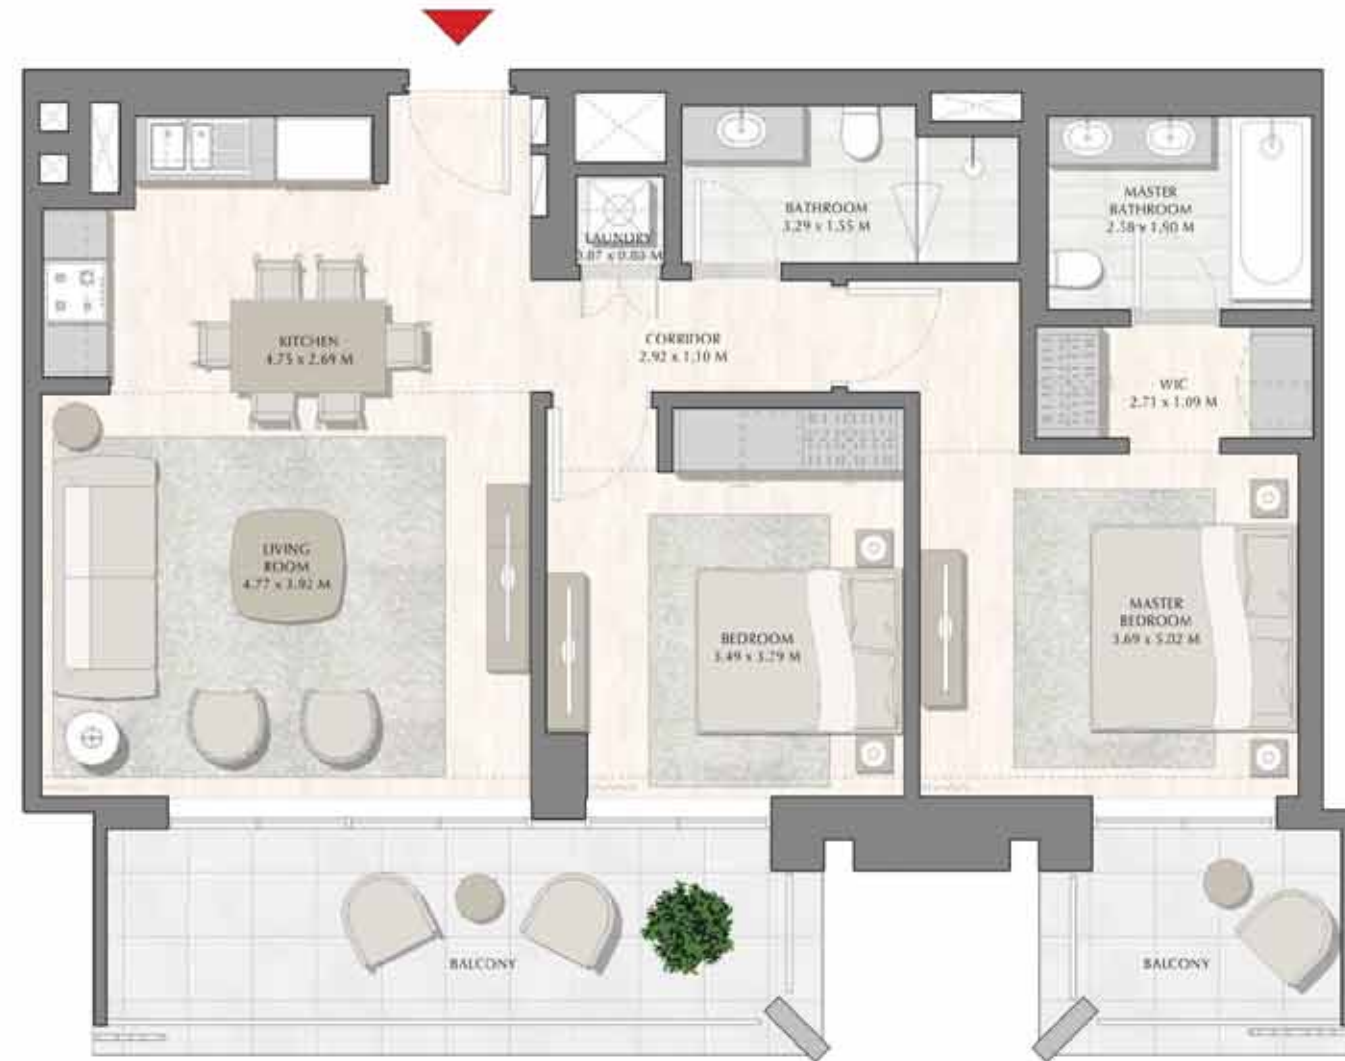 BATHROOM
3.29 x 1.55 M
MASTER
BATHROOM
2.58 x 1.90 M
LAUNDRY
KITCHEN
4.75 x 2.69 M
CORRIDOR
2.92 x 1.10 M
WIC
2.71 x 1.09 M
LIVING
ROOM
4.77 x 3.92 M
BEDROOM
3.49 x 3.79 M
MASTER
BEDROOM
3.69 x 5.02 M
BALCONY
BALCONY